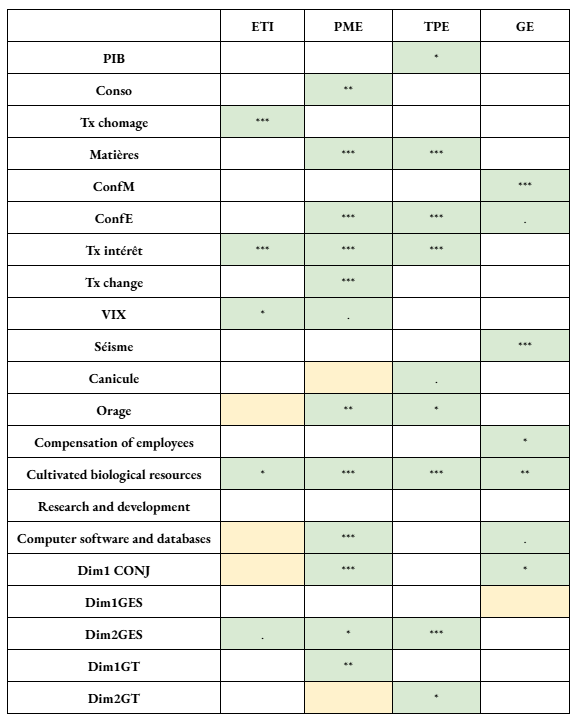 ETI PME TPE GE
PIB *
Conso **
Tx chomage ***
Matières *** ***
ConfM ***
ConfE *** *** .
Tx intérêt *** *** ***
Tx change ***
VIX * .
Séisme ***
Canicule .
Orage ** *
Compensation of employees *
Cultivated biological resources * *** *** **
Research and development
Computer software and databases *** .
Dim1 CONJ *** *
Dim1GES
Dim2GES . * ***
Dim1GT **
Dim2GT *